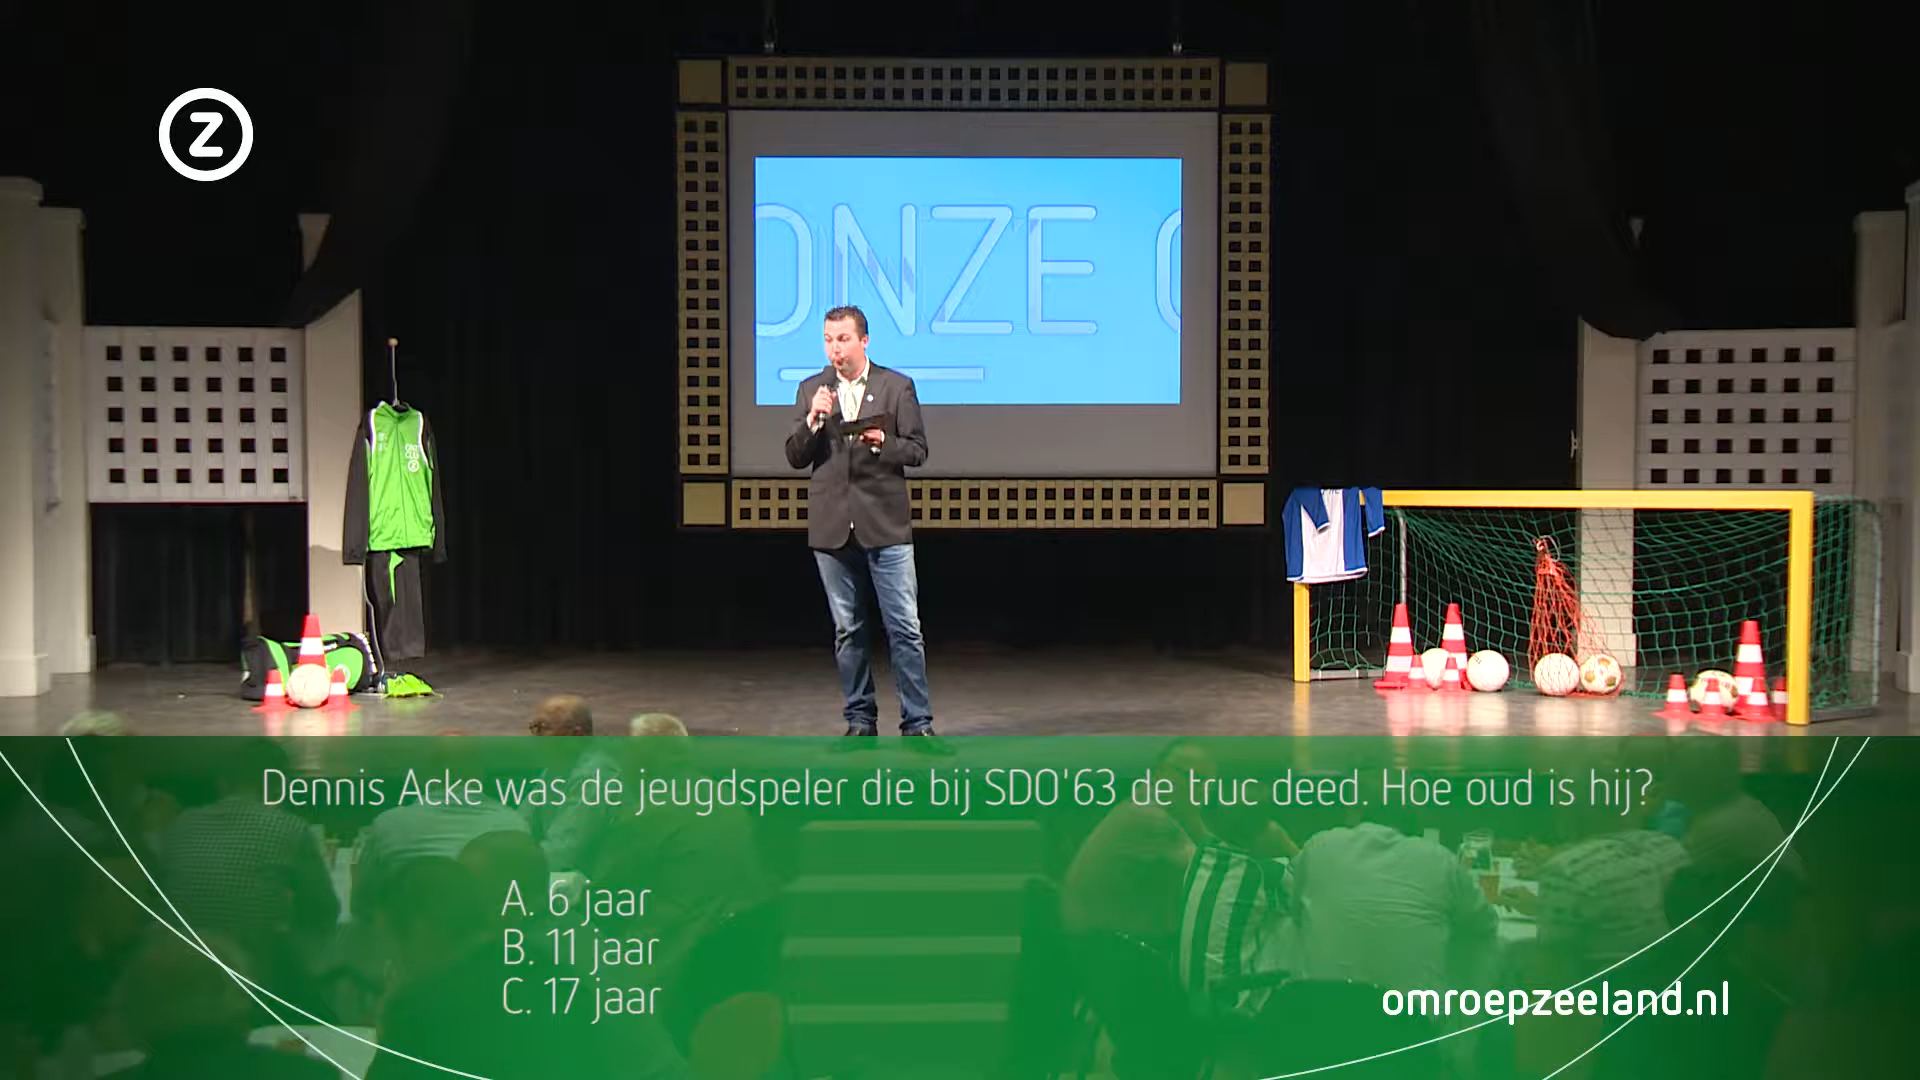 Z
ONZE
Dennis Acke was de jeugdspeler die bij SDO'63 de truc deed. Hoe oud is hij?
A. 6 jaar
B. 11 jaar
C. 17 jaar
omroepzeeland.nl